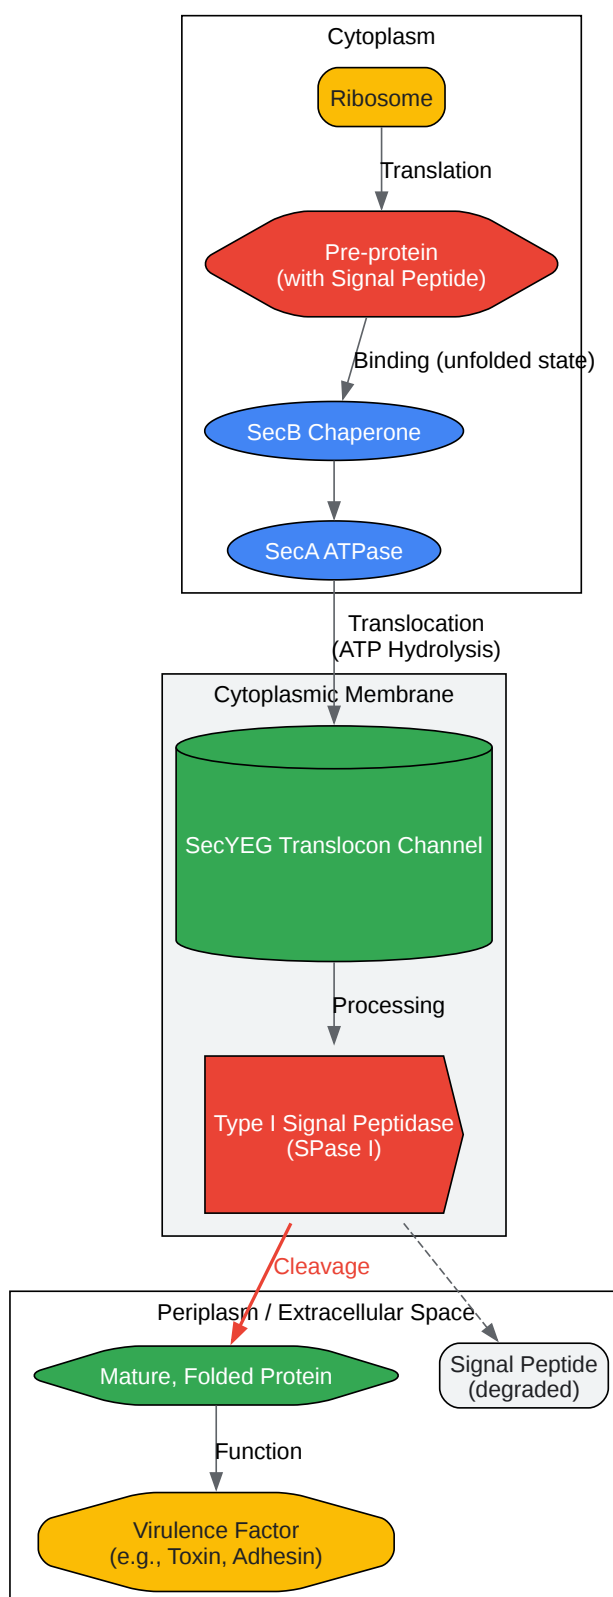 Cytoplasm
Ribosome
Translation
Pre-protein
(with Signal Peptide)
Binding (unfolded state)
SecB Chaperone
SecA ATPase
Translocation
(ATP Hydrolysis)
Cytoplasmic Membrane
SecYEG Translocon Channel
Processing
Type I Signal Peptidase
(SPase I)
Cleavage
Periplasm / Extracellular Space
Mature, Folded Protein
Signal Peptide
(degraded)
Function
Virulence Factor
(e.g., Toxin, Adhesin)